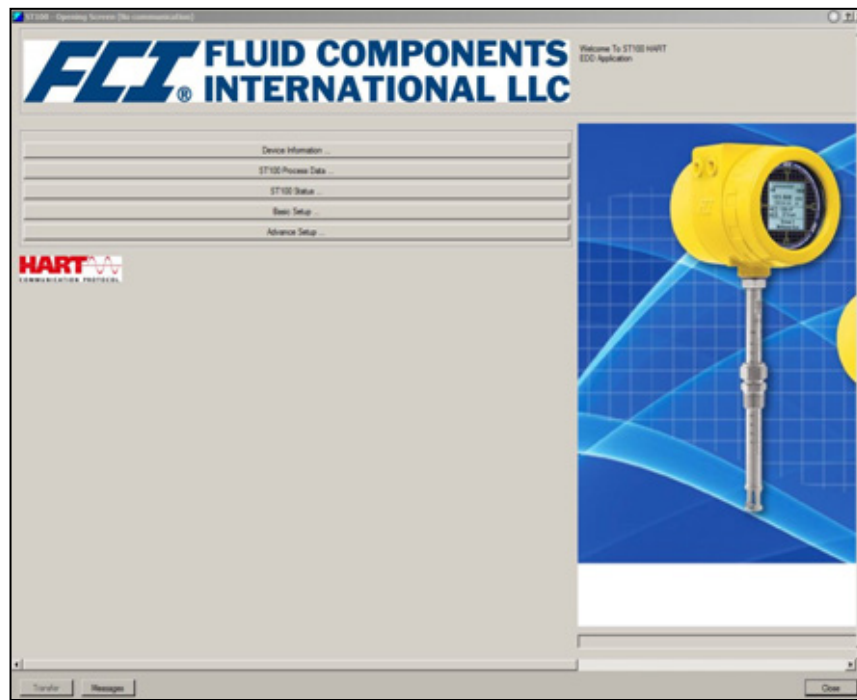 ST100 - Opening Screen [No communication]
FCI® FLUID COMPONENTS
INTERNATIONAL LLC
Welcome To ST100 HART
EDD Application
Device Information ...
ST100 Process Data ...
ST100 Status ...
Basic Setup ...
Advance Setup ...
HART
COMMUNICATION PROTOCOL
FCI
Transfer
Messages
Close